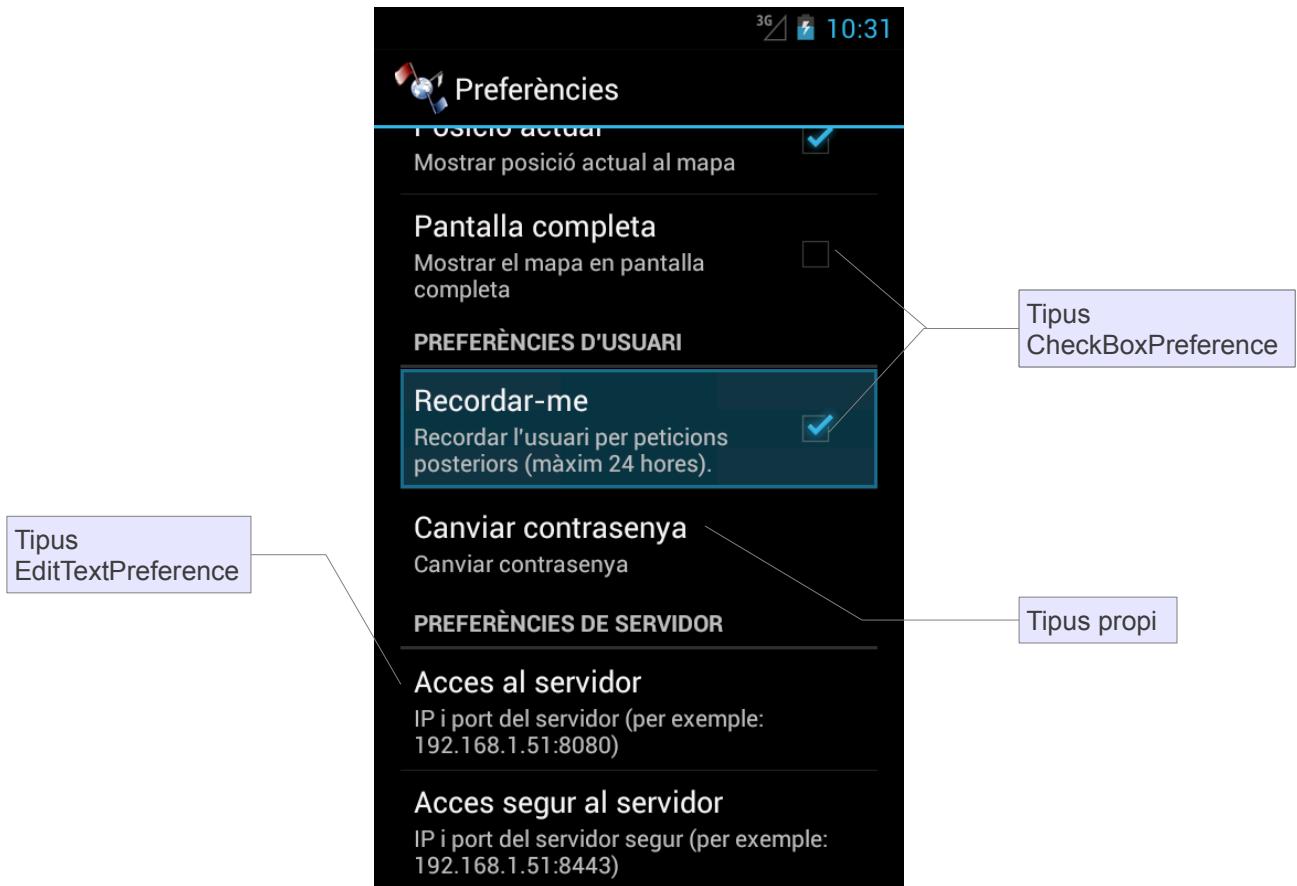 3G 10:31
Preferències
Posició actual
Mostrar posició actual al mapa
Pantalla completa
Mostrar el mapa en pantalla
completa
PREFERÈNCIES D'USUARI
Tipus
CheckBoxPreference
Recordar-me
Recordar l'usuari per peticions
posteriors (màxim 24 hores).
Canviar contrasenya
Canviar contrasenya
Tipus
EditTextPreference
Tipus propi
PREFERÈNCIES DE SERVIDOR
Acces al servidor
IP i port del servidor (per exemple:
192.168.1.51:8080)
Acces segur al servidor
IP i port del servidor segur (per exemple:
192.168.1.51:8443)